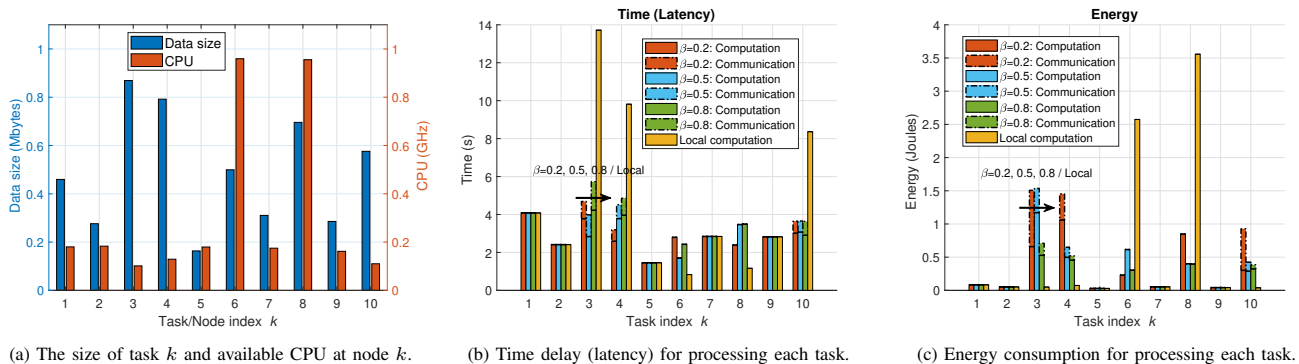 1
0.8
0.6
0.4
0.2
0
Data size (Mbytes)
Data size
CPU
1
0.8
0.6
0.4
0.2
0
CPU (GHz)
1 2 3 4 5 6 7 8 9 10
Task/Node index k
(a) The size of task k and available CPU at node k.
Time (Latency)
14
12
10
8
6
4
2
0
Time (s)
β=0.2: Computation
β=0.2: Communication
β=0.5: Computation
β=0.5: Communication
β=0.8: Computation
β=0.8: Communication
Local computation
β=0.2, 0.5, 0.8 / Local
1 2 3 4 5 6 7 8 9 10
Task index k
(b) Time delay (latency) for processing each task.
Energy
4
3.5
3
2.5
2
1.5
1
0.5
0
Energy (Joules)
β=0.2: Computation
β=0.2: Communication
β=0.5: Computation
β=0.5: Communication
β=0.8: Computation
β=0.8: Communication
Local computation
β=0.2, 0.5, 0.8 / Local
1 2 3 4 5 6 7 8 9 10
Task index k
(c) Energy consumption for processing each task.